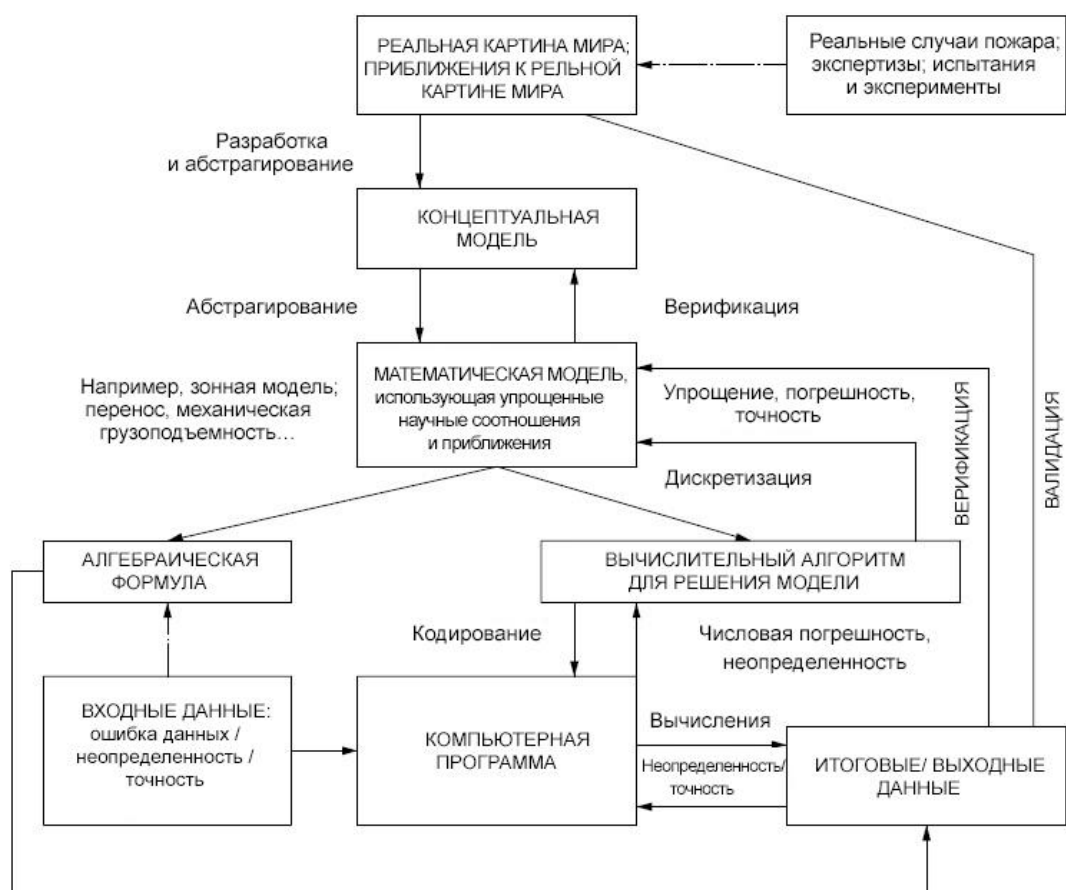 РЕАЛЬНАЯ КАРТИНА МИРА;
ПРИБЛИЖЕНИЯ К РЕЛЬНОЙ
КАРТИНЕ МИРА
Реальные случаи пожара;
экспертизы; испытания
и эксперименты
Разработка
и абстрагирование
КОНЦЕПТУАЛЬНАЯ
МОДЕЛЬ
Абстрагирование
Верификация
Например, зонная модель;
перенос, механическая
грузоподъемность...
МАТЕМАТИЧЕСКАЯ МОДЕЛЬ,
использующая упрощенные
научные соотношения
и приближения
Упрощение, погрешность,
точность
Дискретизация
ВЕРИФИКАЦИЯ
ВАЛИДАЦИЯ
АЛГЕБРАИЧЕСКАЯ
ФОРМУЛА
ВЫЧИСЛИТЕЛЬНЫЙ АЛГОРИТМ
ДЛЯ РЕШЕНИЯ МОДЕЛИ
Кодирование
Числовая погрешность,
неопределенность
ВХОДНЫЕ ДАННЫЕ:
ошибка данных /
неопределенность /
точность
КОМПЬЮТЕРНАЯ
ПРОГРАММА
Вычисления
Неопределенность/
точность
ИТОГОВЫЕ/ ВЫХОДНЫЕ
ДАННЫЕ